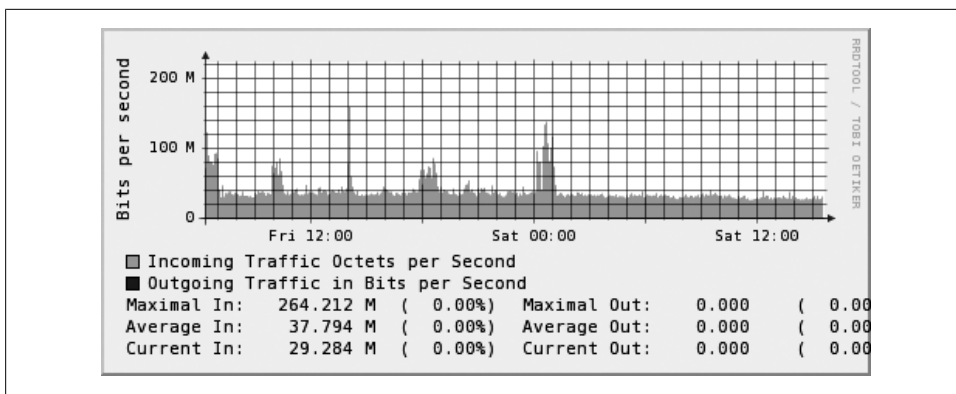 RRDTOOL / TOBI OETIKER
Bits per second
200 M
100 M
0
Fri 12:00 Sat 00:00 Sat 12:00
Incoming Traffic Octets per Second
Outgoing Traffic in Bits per Second
Maximal In: 264.212 M ( 0.00%) Maximal Out: 0.000 ( 0.00
Average In: 37.794 M ( 0.00%) Average Out: 0.000 ( 0.00
Current In: 29.284 M ( 0.00%) Current Out: 0.000 ( 0.00